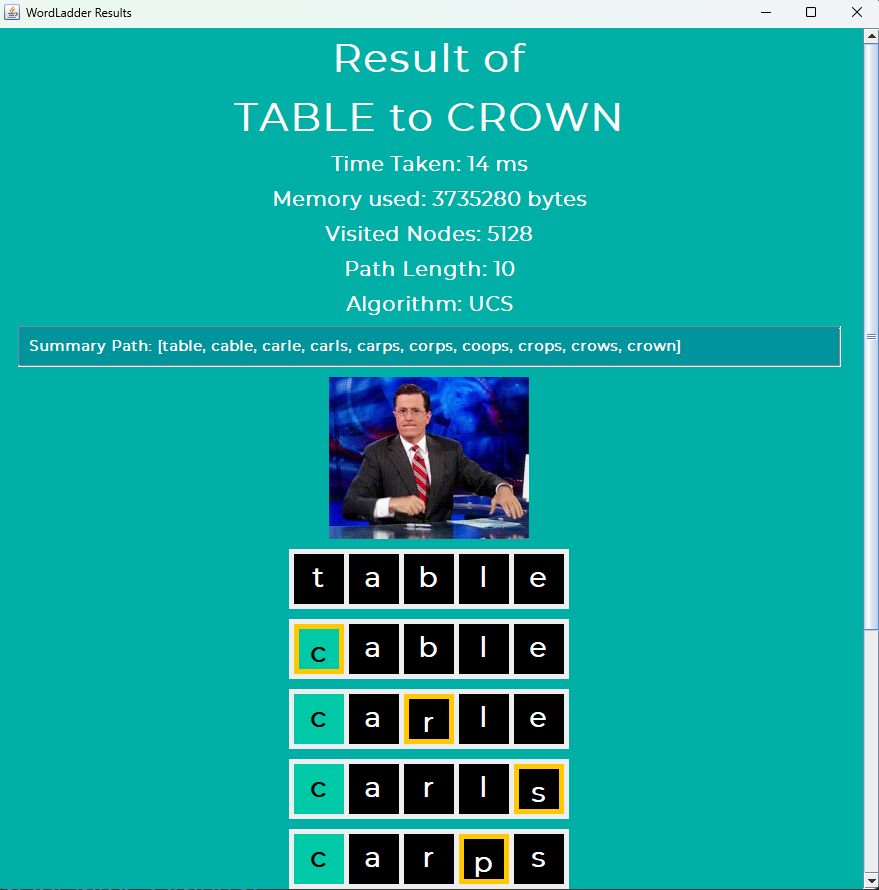 WordLadder Results
Result of
TABLE to CROWN
Time Taken: 14 ms
Memory used: 3735280 bytes
Visited Nodes: 5128
Path Length: 10
Algorithm: UCS
Summary Path: [table, cable, carle, carls, carps, corps, coops, crops, crows, crown]
t a b l e
c a b l e
c a r l e
c a r l s
c a r p s